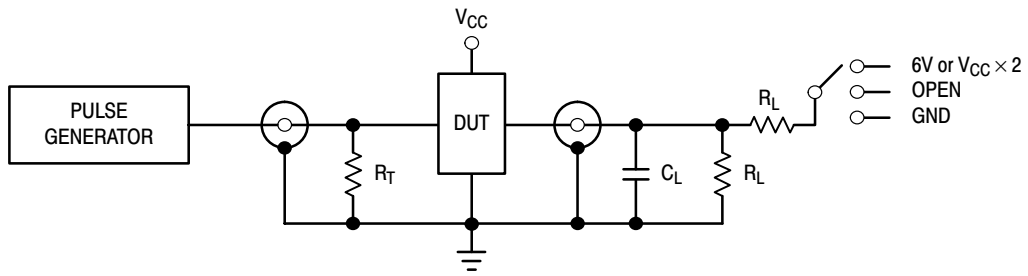 V_CC
PULSE
GENERATOR
DUT
R_T
C_L
R_L
R_L
6V or V_CC × 2
OPEN
GND